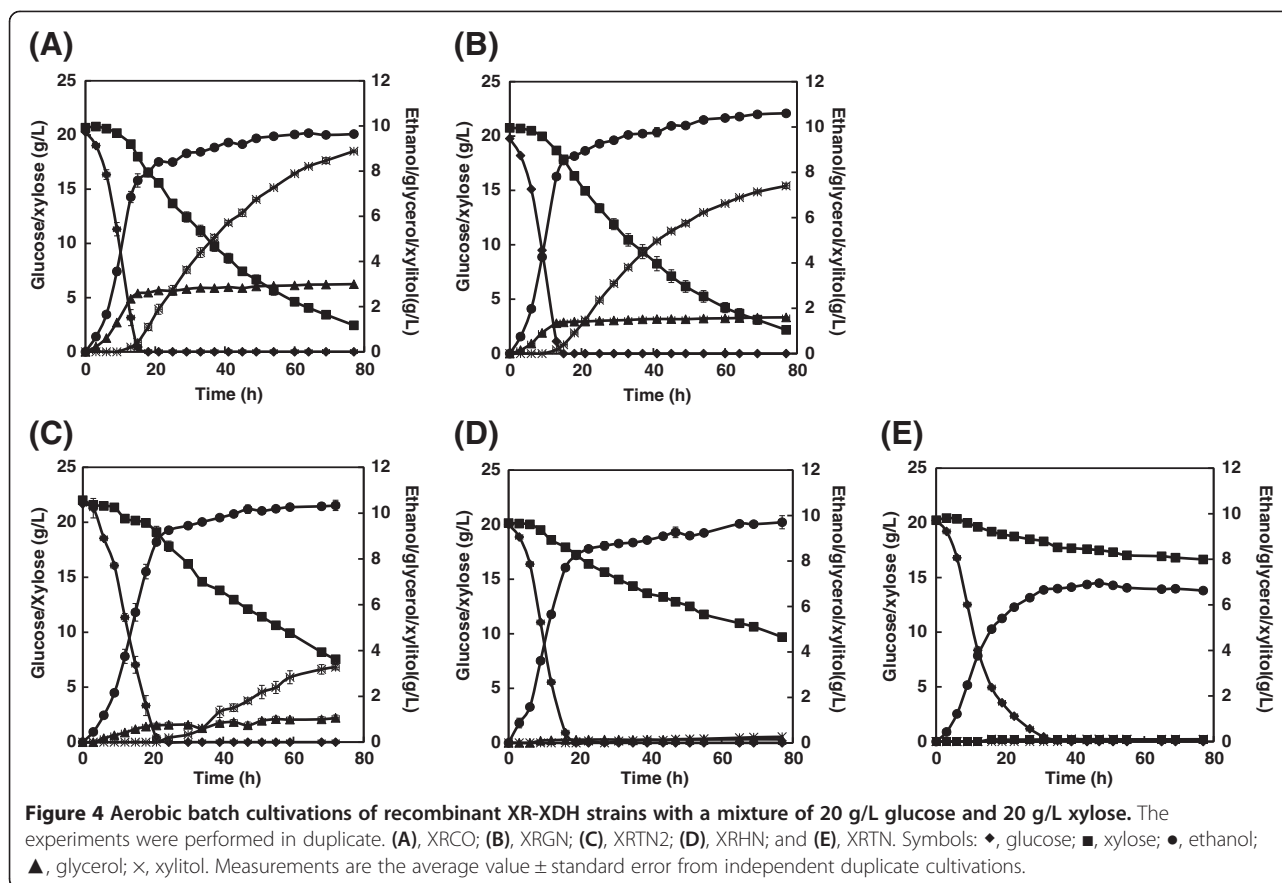 (A)
25
20
15
10
5
0
Glucose/xylose (g/L)
12
10
8
6
4
2
0
Ethanol/glycerol/xylitol(g/L)
0 20 40 60 80
Time (h)
(B)
25
20
15
10
5
0
Glucose/xylose (g/L)
12
10
8
6
4
2
0
Ethanol/glycerol/xylitol(g/L)
0 20 40 60 80
Time (h)
(C)
25
20
15
10
5
0
Glucose/Xylose (g/L)
12
10
8
6
4
2
0
Ethanol/glycerol/xylitol(g/L)
0 20 40 60 80
Time (h)
(D)
25
20
15
10
5
0
Glucose/xylose (g/L)
12
10
8
6
4
2
0
Ethanol/glycerol/xylitol(g/L)
0 20 40 60 80
Time (h)
(E)
25
20
15
10
5
0
Glucose/xylose (g/L)
12
10
8
6
4
2
0
Ethanol/glycerol/xylitol(g/L)
0 20 40 60 80
Time (h)
Figure 4 Aerobic batch cultivations of recombinant XR-XDH strains with a mixture of 20 g/L glucose and 20 g/L xylose. The
experiments were performed in duplicate. (A), XRCO; (B), XRGN; (C), XRTN2; (D), XRHN; and (E), XRTN. Symbols: ◆, glucose; ■, xylose; ●, ethanol;
▲, glycerol; ×, xylitol. Measurements are the average value ± standard error from independent duplicate cultivations.